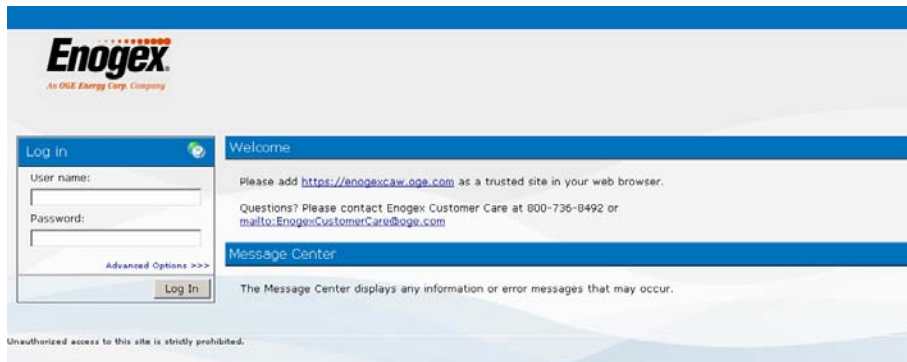 Enogex
An OGE Energy Corp. Company
Log in
User name:
Password:
Advanced Options >>>
Log In
Welcome
Please add https://enogexcaw.oge.com as a trusted site in your web browser.
Questions? Please contact Enogex Customer Care at 800-736-8492 or
mailto:EnogexCustomerCare@oge.com
Message Center
The Message Center displays any information or error messages that may occur.
Unauthorized access to this site is strictly prohibited.